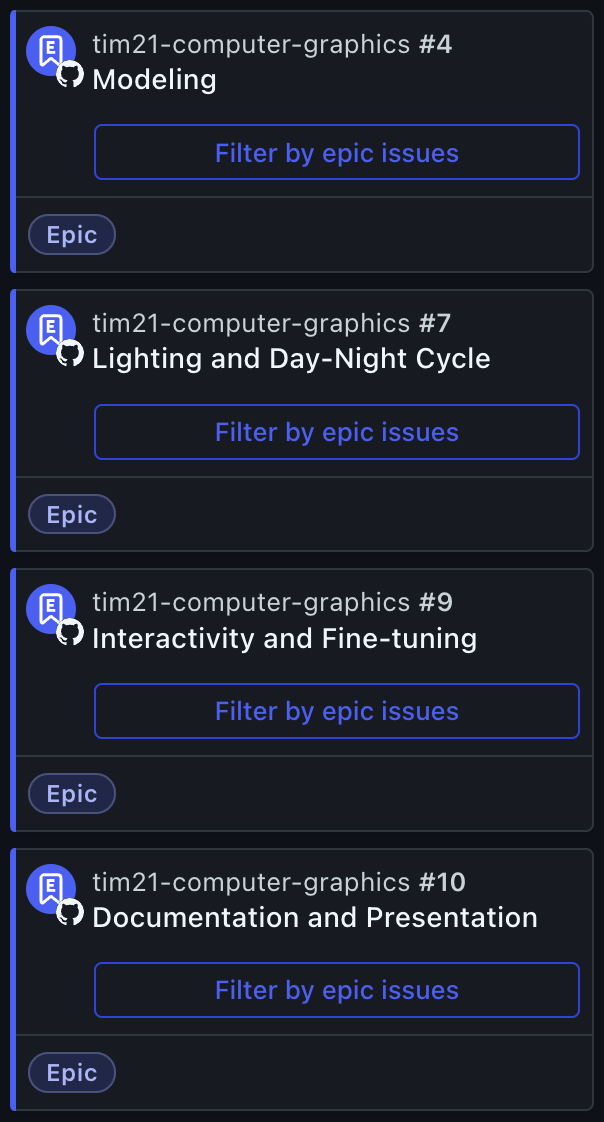 E
tim21-computer-graphics #4
Modeling
Filter by epic issues
Epic
E
tim21-computer-graphics #7
Lighting and Day-Night Cycle
Filter by epic issues
Epic
E
tim21-computer-graphics #9
Interactivity and Fine-tuning
Filter by epic issues
Epic
E
tim21-computer-graphics #10
Documentation and Presentation
Filter by epic issues
Epic